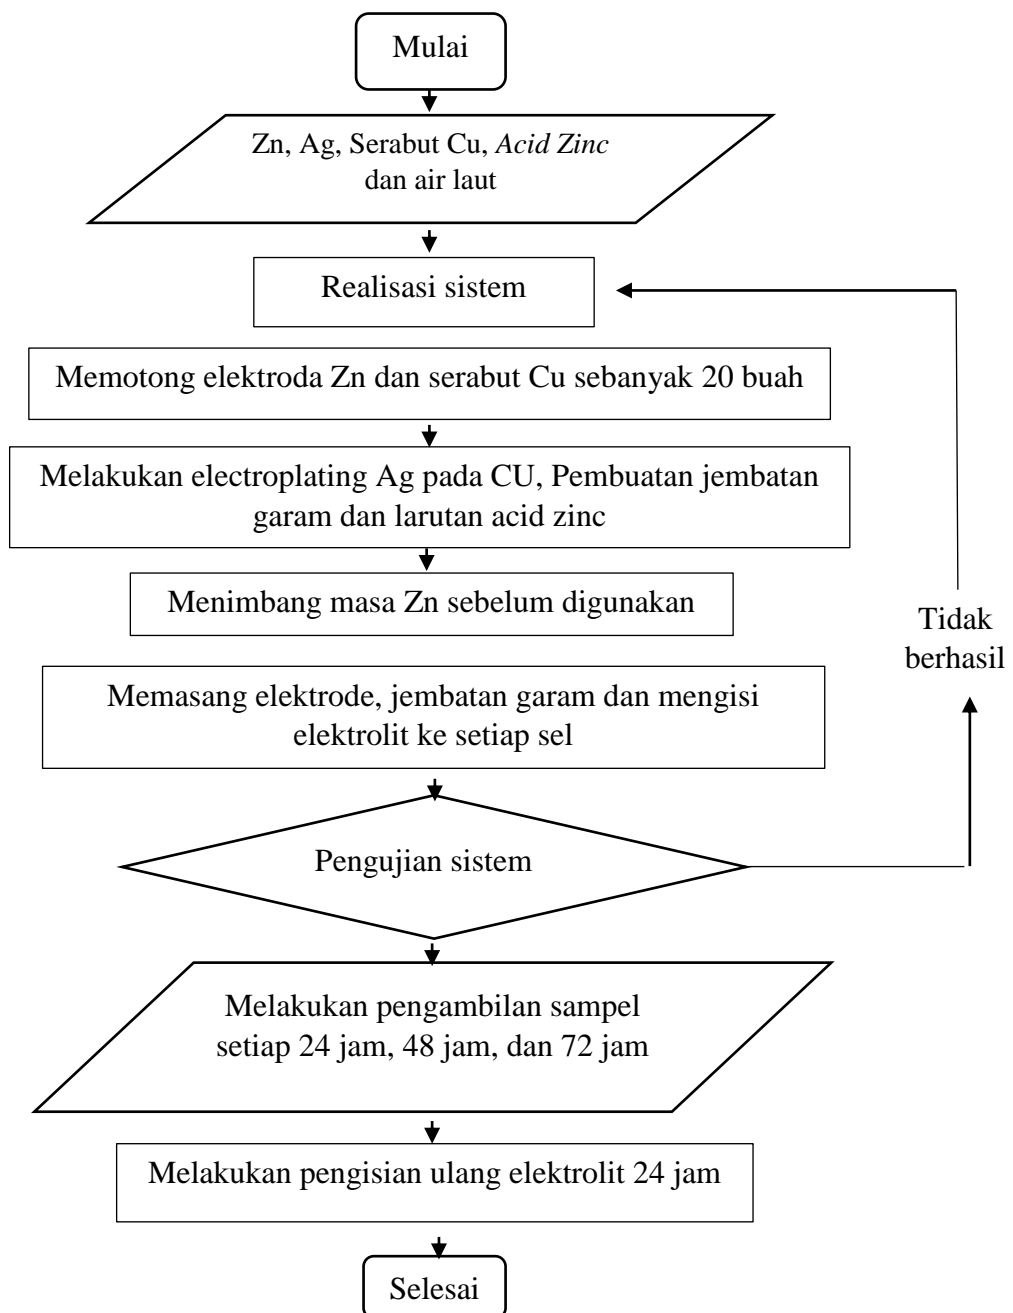 Mulai
Zn, Ag, Serabut Cu, Acid Zinc
dan air laut
Realisasi sistem
Memotong elektroda Zn dan serabut Cu sebanyak 20 buah
Melakukan electroplating Ag pada CU, Pembuatan jembatan
garam dan larutan acid zinc
Menimbang masa Zn sebelum digunakan
Tidak
berhasil
Memasang elektrode, jembatan garam dan mengisi
elektrolit ke setiap sel
Pengujian sistem
Melakukan pengambilan sampel
setiap 24 jam, 48 jam, dan 72 jam
Melakukan pengisian ulang elektrolit 24 jam
Selesai